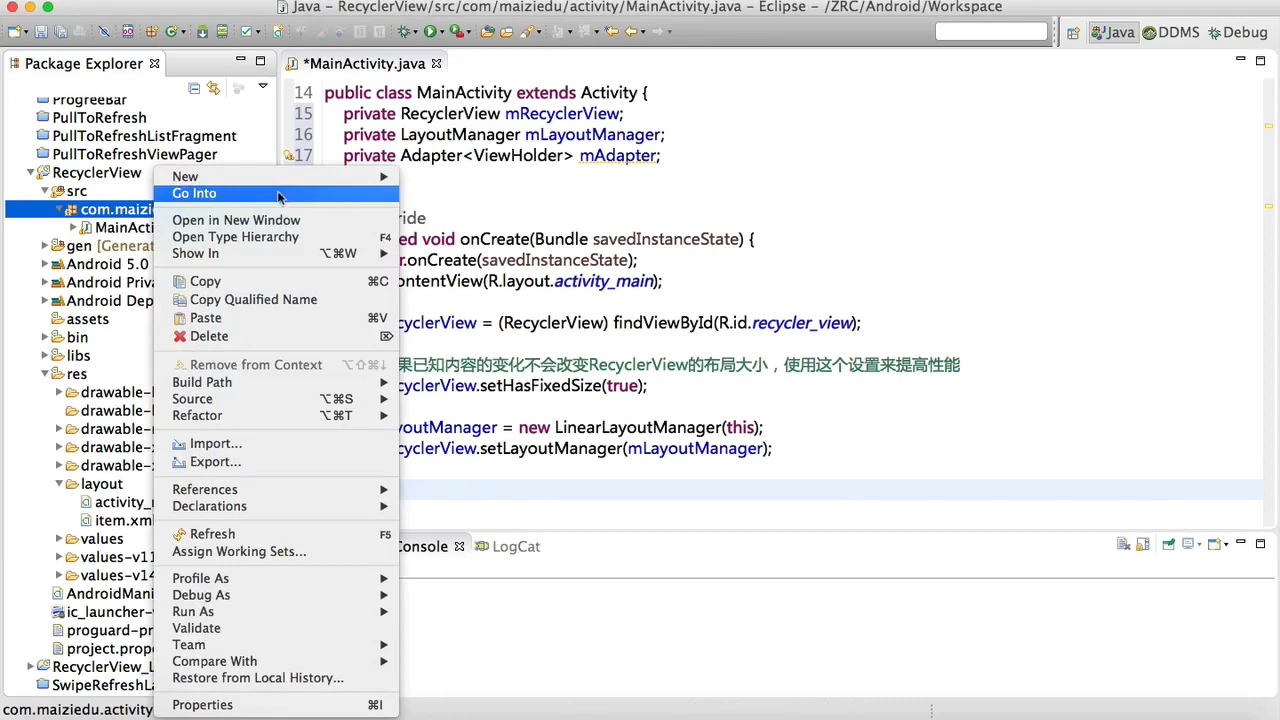 Java - RecyclerView/src/com/maiziedu/activity/MainActivity.java - Eclipse - /ZRC/Android/Workspace
Java DDMS Debug
Package Explorer
ProgreeBar
PullToRefresh
PullToRefreshListFragment
PullToRefreshViewPager
RecyclerView
src
com.maizie
MainActi
gen [Generat
Android 5.0
Android Priva
Android Dep
assets
bin
libs
res
drawable-
drawable-
drawable-
drawable-
drawable-
layout
activity_
item.xml
values
values-v11
values-v14
AndroidMani
ic_launcher-
proguard-pr
project.prope
RecyclerView_L
SwipeRefreshLa
com.maiziedu.activity
New
Go Into
Open in New Window
Open Type Hierarchy F4
Show In ⌥⌘W
Copy ⌘C
Copy Qualified Name
Paste ⌘V
Delete ⌦
Remove from Context ⌥⇧⌘↓
Build Path
Source ⌥⌘S
Refactor ⌥⌘T
Import...
Export...
References
Declarations
Refresh F5
Assign Working Sets...
Profile As
Debug As
Run As
Validate
Team
Compare With
Restore from Local History...
Properties ⌘I
*MainActivity.java
14 public class MainActivity extends Activity {
15 private RecyclerView mRecyclerView;
16 private LayoutManager mLayoutManager;
17 private Adapter<ViewHolder> mAdapter;
ide
ed void onCreate(Bundle savedInstanceState) {
r.onCreate(savedInstanceState);
ontentView(R.layout.activity_main);
cyclerView = (RecyclerView) findViewById(R.id.recycler_view);
果已知内容的变化不会改变RecyclerView的布局大小，使用这个设置来提高性能
cyclerView.setHasFixedSize(true);
outManager = new LinearLayoutManager(this);
cyclerView.setLayoutManager(mLayoutManager);
Console LogCat